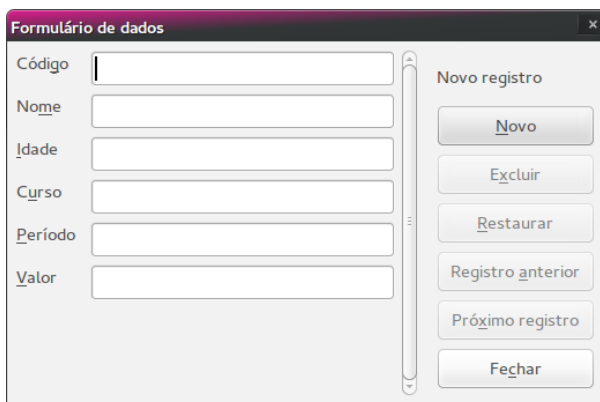 Formulário de dados
Código
Nome
Idade
Curso
Período
Valor
Novo registro
Novo
Excluir
Restaurar
Registro anterior
Próximo registro
Fechar